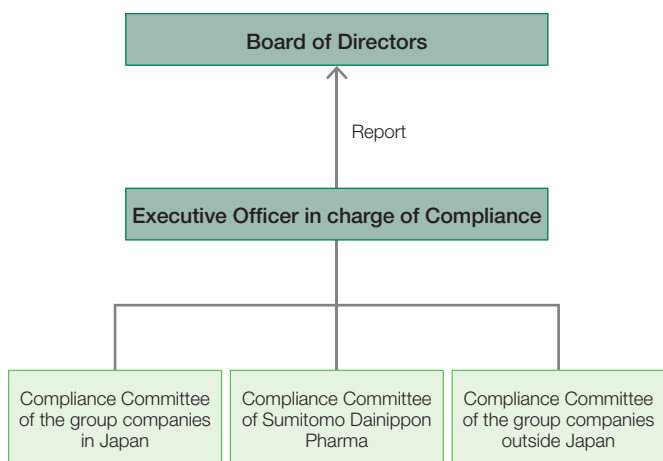 Board of Directors
Report
Executive Officer in charge of Compliance
Compliance Committee
of the group companies
in Japan
Compliance Committee
of Sumitomo Dainippon
Pharma
Compliance Committee
of the group companies
outside Japan